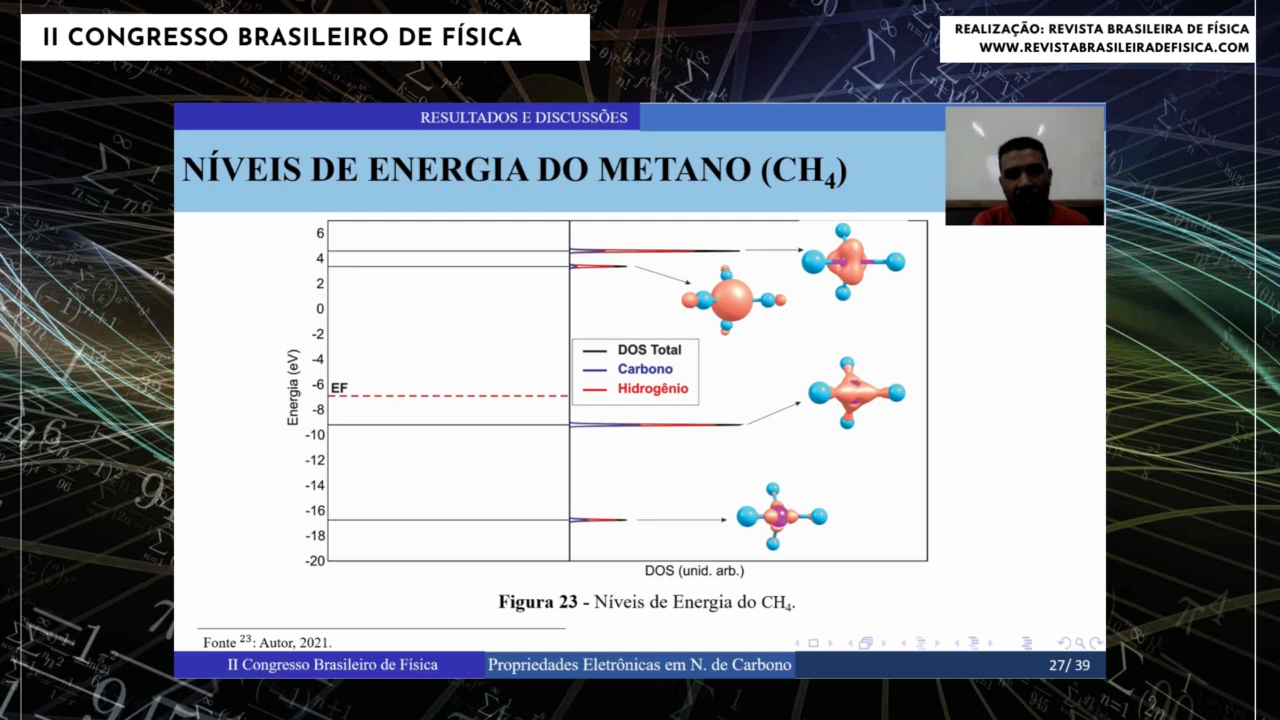 II CONGRESSO BRASILEIRO DE FÍSICA
REALIZAÇÃO: REVISTA BRASILEIRA DE FÍSICA
WWW.REVISTABRASILEIRADEFISICA.COM
RESULTADOS E DISCUSSÕES
NÍVEIS DE ENERGIA DO METANO (CH₄)
6
4
2
0
-2
-4
-6
-8
-10
-12
-14
-16
-18
-20
Energia (eV)
EF
DOS Total
Carbono
Hidrogênio
DOS (unid. arb.)
Figura 23 - Níveis de Energia do CH₄.
Fonte ²³: Autor, 2021.
II Congresso Brasileiro de Física
Propriedades Eletrônicas em N. de Carbono
27/ 39